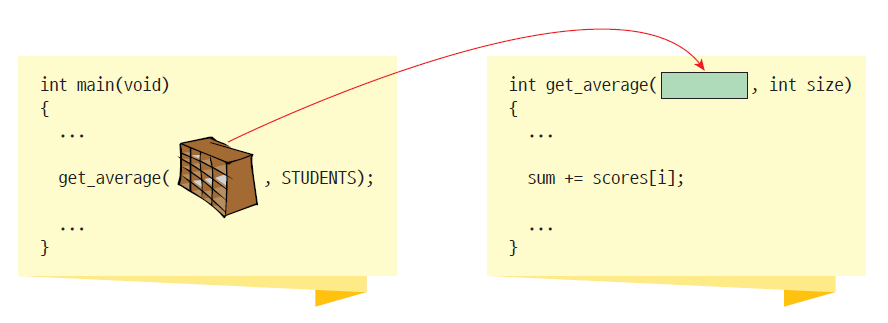 int main(void)
{
...
get_average( , STUDENTS);
...
}
int get_average( , int size)
{
...
sum += scores[i];
...
}